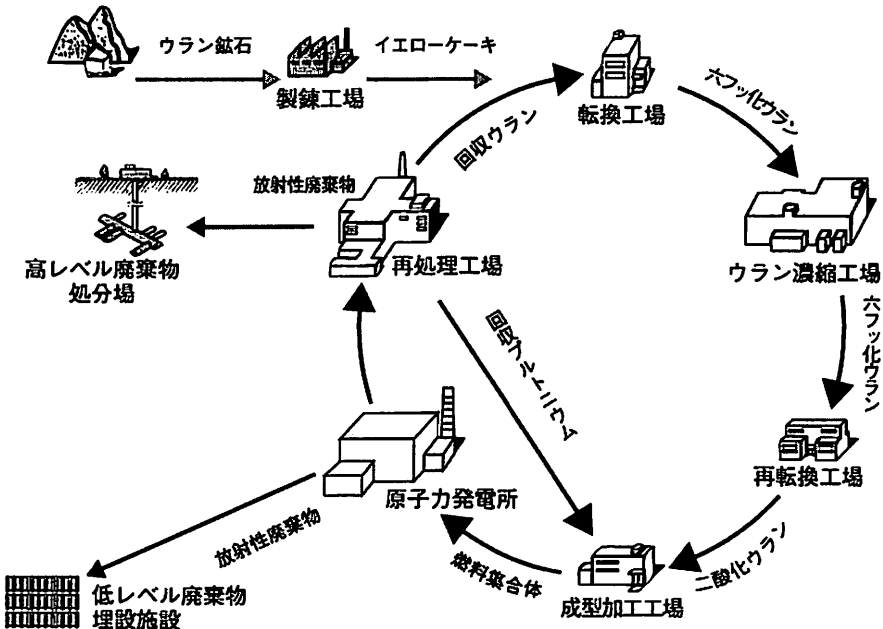 ウラン鉱石
イエローケーキ
製錬工場
転換工場
六フッ化ウラン
回収ウラン
放射性廃棄物
高レベル廃棄物
処分場
再処理工場
ウラン濃縮工場
六フッ化ウラン
回収プルトニウム
再転換工場
原子力発電所
放射性廃棄物
燃料集合体
二酸化ウラン
成型加工工場
低レベル廃棄物
埋設施設